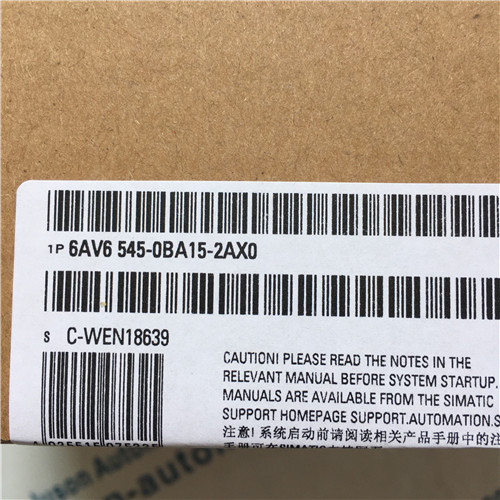 1P 6AV6 545-0BA15-2AX0
S C-WEN18639
CAUTION! PLEASE READ THE NOTES IN THE
RELEVANT MANUAL BEFORE SYSTEM STARTUP.
MANUALS ARE AVAILABLE FROM THE SIMATIC
SUPPORT HOMEPAGE SUPPORT.AUTOMATION.S
注意! 系统启动前请阅读相关产品手册中的注